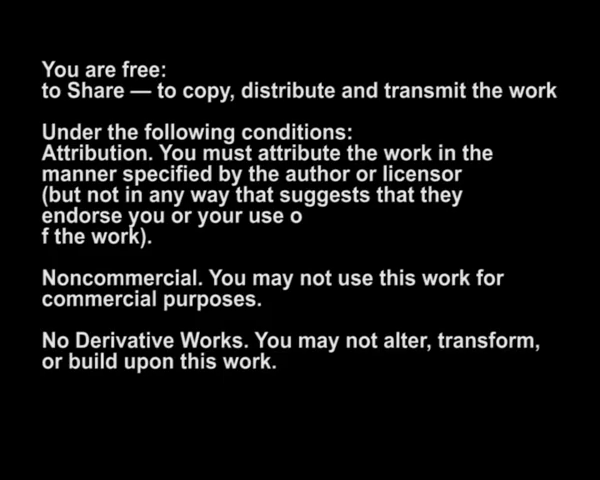 You are free:
to Share — to copy, distribute and transmit the work
Under the following conditions:
Attribution. You must attribute the work in the
manner specified by the author or licensor
(but not in any way that suggests that they
endorse you or your use o
f the work).
Noncommercial. You may not use this work for
commercial purposes.
No Derivative Works. You may not alter, transform,
or build upon this work.